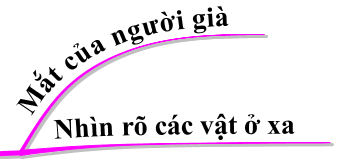 Mắt của người già
Nhìn rõ các vật ở xa